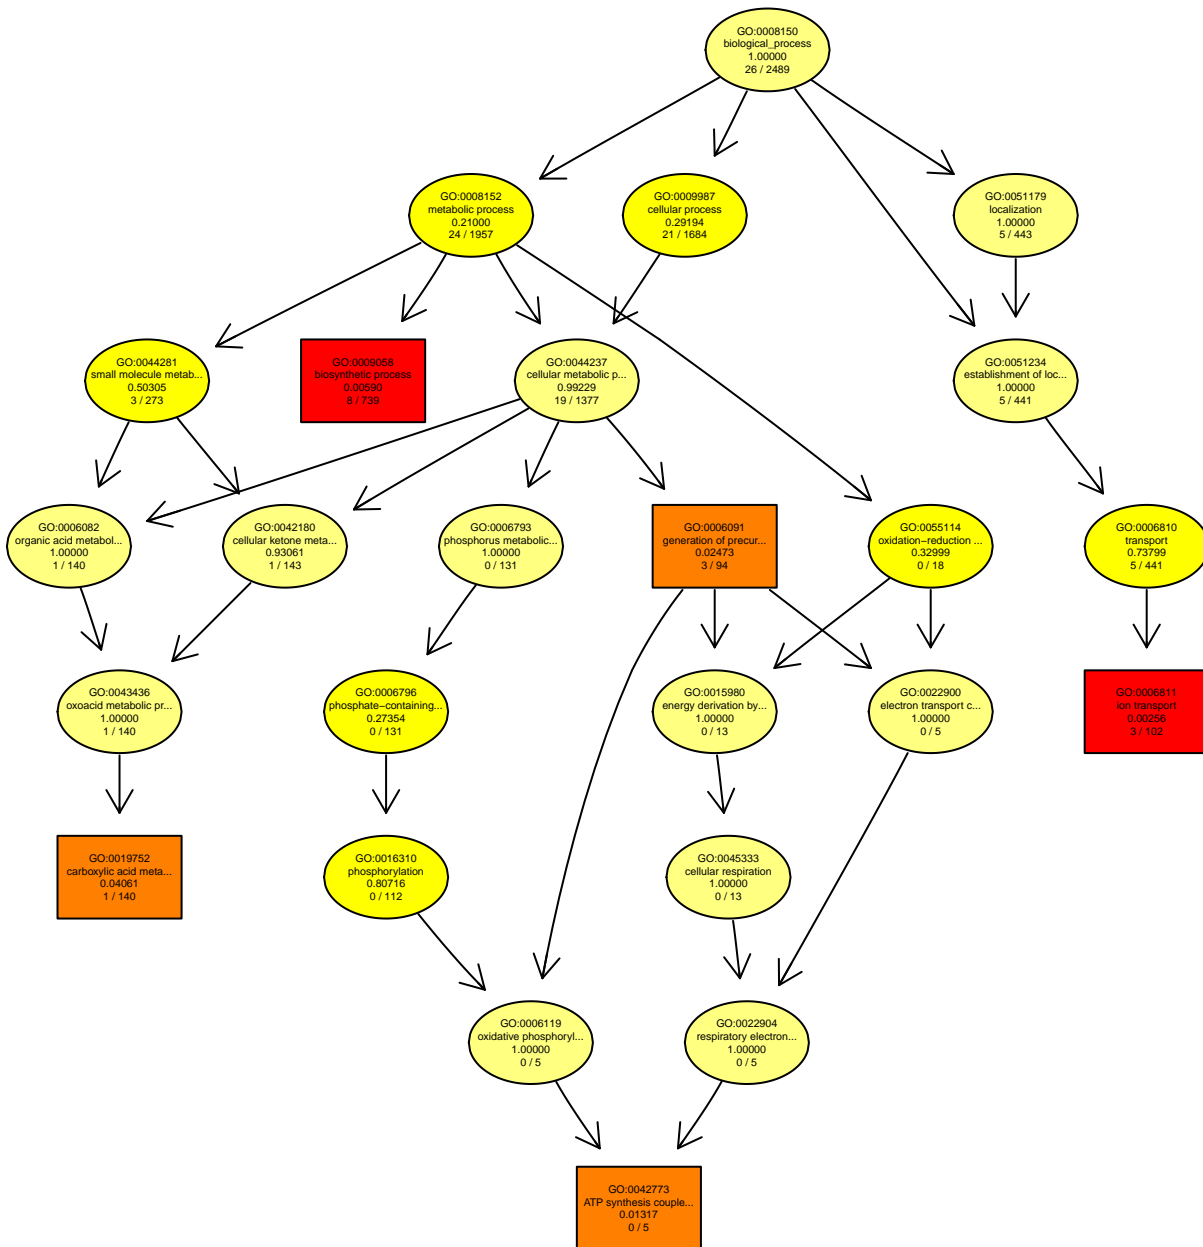 GO:0008150
biological_process
1.00000
26 / 2489
GO:0008152
metabolic process
0.21000
24 / 1957
GO:0009987
cellular process
0.29194
21 / 1684
GO:0051179
localization
1.00000
5 / 443
GO:0044281
small molecule metab...
0.50305
3 / 273
GO:0009058
biosynthetic process
0.00590
8 / 739
GO:0044237
cellular metabolic p...
0.99229
19 / 1377
GO:0051234
establishment of loc...
1.00000
5 / 441
GO:0006082
organic acid metabol...
1.00000
1 / 140
GO:0042180
cellular ketone meta...
0.93061
1 / 143
GO:0006793
phosphorus metabolic...
1.00000
0 / 131
GO:0006091
generation of precur...
0.02473
3 / 94
GO:0055114
oxidation−reduction ...
0.32999
0 / 18
GO:0006810
transport
0.73799
5 / 441
GO:0043436
oxoacid metabolic pr...
1.00000
1 / 140
GO:0006796
phosphate−containing...
0.27354
0 / 131
GO:0015980
energy derivation by...
1.00000
0 / 13
GO:0022900
electron transport c...
1.00000
0 / 5
GO:0006811
ion transport
0.00256
3 / 102
GO:0019752
carboxylic acid meta...
0.04061
1 / 140
GO:0016310
phosphorylation
0.80716
0 / 112
GO:0045333
cellular respiration
1.00000
0 / 13
GO:0006119
oxidative phosphoryl...
1.00000
0 / 5
GO:0022904
respiratory electron...
1.00000
0 / 5
GO:0042773
ATP synthesis couple...
0.01317
0 / 5